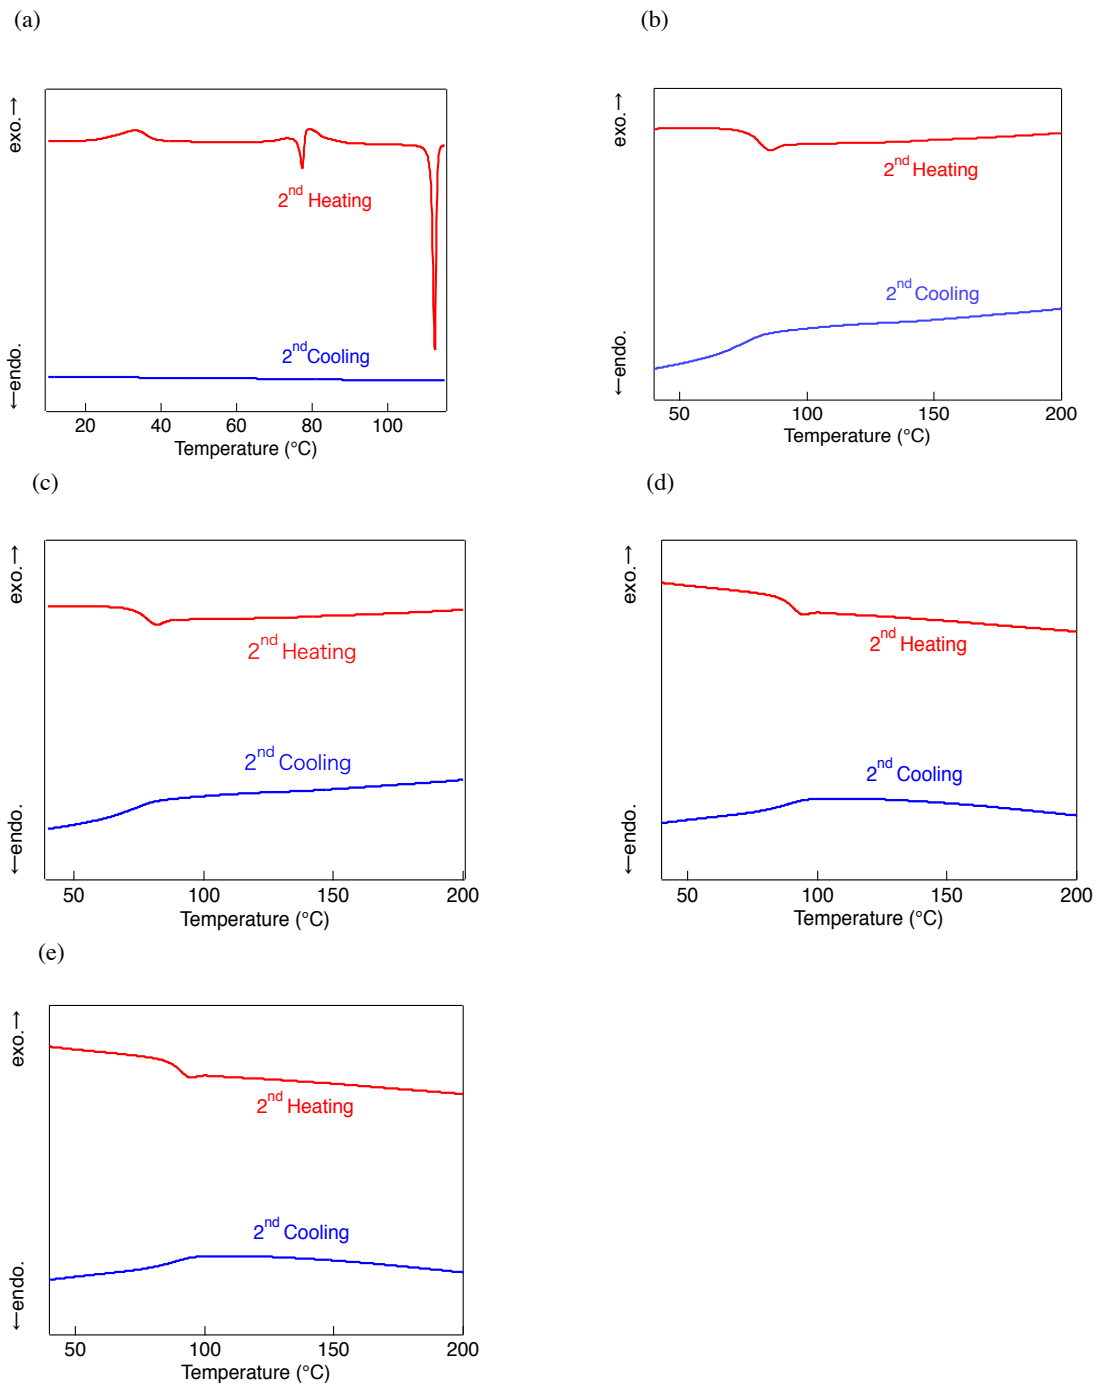 (a)
exo.→
←endo.
2nd Heating
2nd Cooling
20 40 60 80 100
Temperature (°C)
(b)
exo.→
←endo.
2nd Heating
2nd Cooling
50 100 150 200
Temperature (°C)
(c)
exo.→
←endo.
2nd Heating
2nd Cooling
50 100 150 200
Temperature (°C)
(d)
exo.→
←endo.
2nd Heating
2nd Cooling
50 100 150 200
Temperature (°C)
(e)
exo.→
←endo.
2nd Heating
2nd Cooling
50 100 150 200
Temperature (°C)